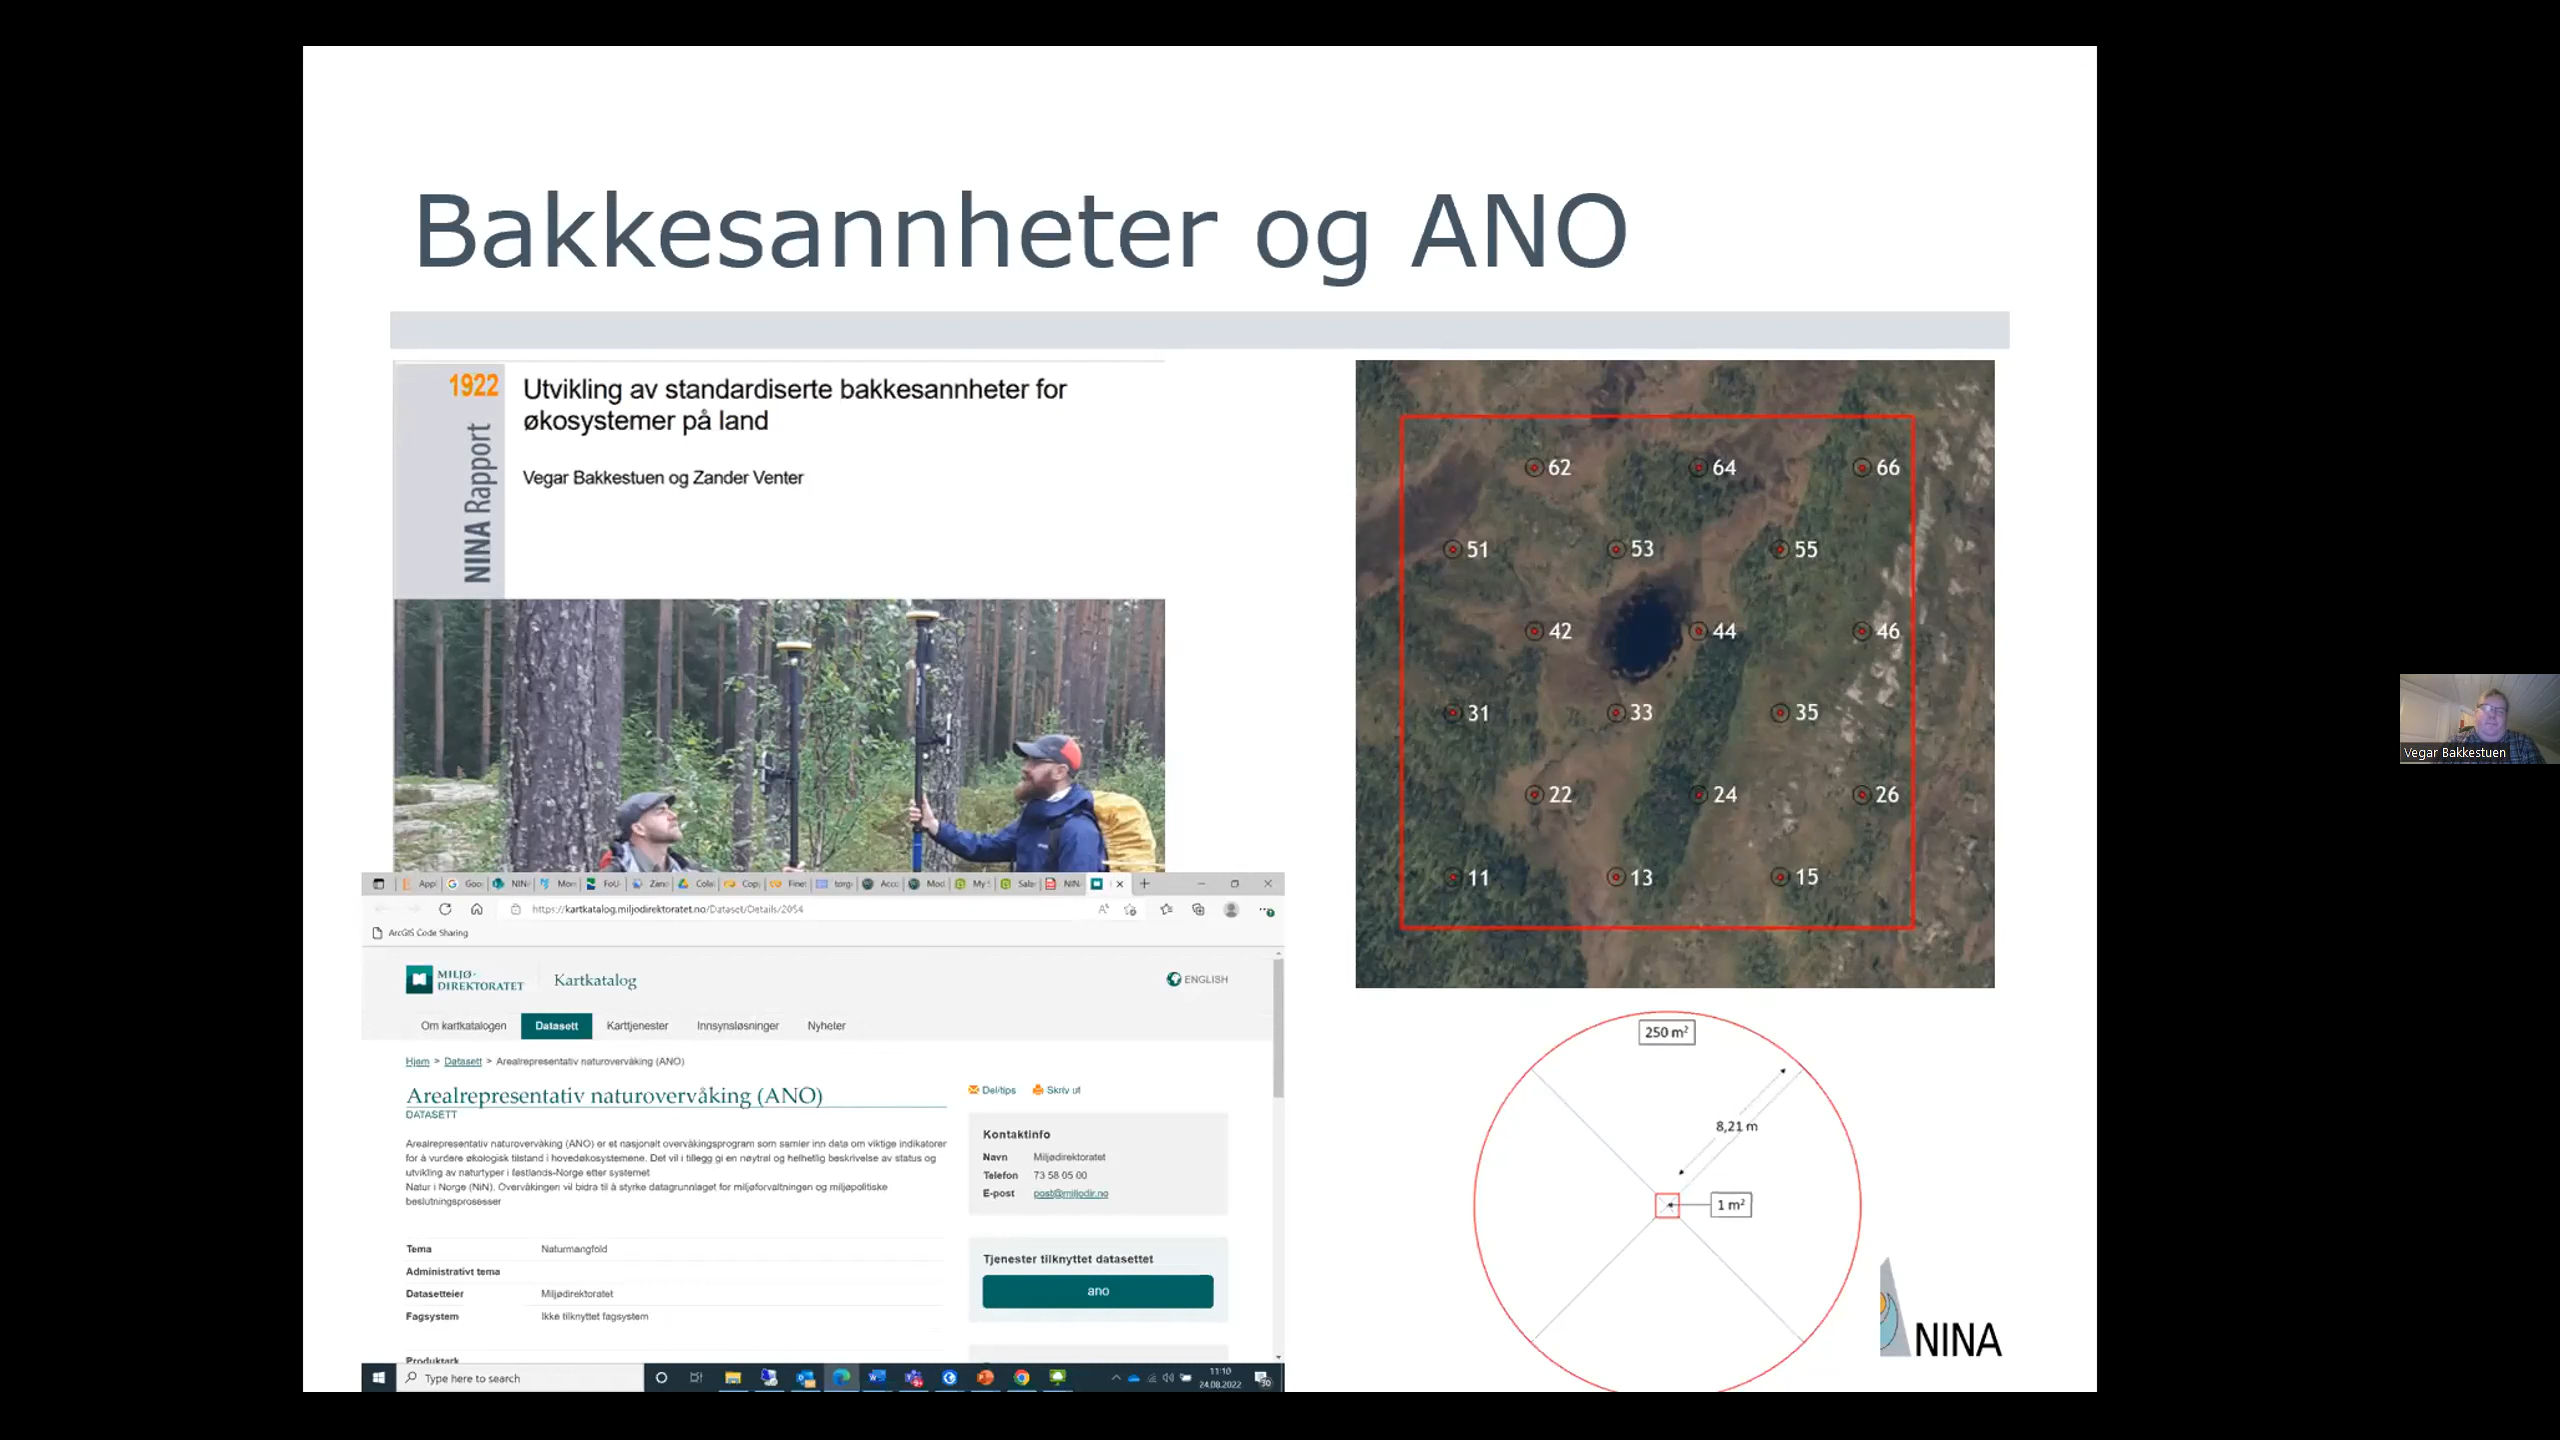 Bakkesannheter og ANO
1922
NINA Rapport
Utvikling av standardiserte bakkesannheter for
økosystemer på land
Vegar Bakkestuen og Zander Venter
62 64 66
51 53 55
42 44 46
31 33 35
22 24 26
11 13 15
https://kartkatalog.miljodirektoratet.no/Dataset/Details/2054
ArcGIS Code Sharing
MILJØ-
DIREKTORATET
Kartkatalog
ENGLISH
Om kartkatalogen Datasett Karttjenester Innsynsløsninger Nyheter
Hjem > Datasett > Arealrepresentativ naturovervåking (ANO)
Arealrepresentativ naturovervåking (ANO)
DATASETT
Arealrepresentativ naturovervåking (ANO) er et nasjonalt overvåkingsprogram som samler inn data om viktige indikatorer
for å vurdere økologisk tilstand i hovedøkosystemene. Det vil i tillegg gi en nøytral og helhetlig beskrivelse av status og
utvikling av naturtyper i fastlands-Norge etter systemet
Natur i Norge (NiN). Overvåkingen vil bidra til å styrke datagrunnlaget for miljøforvaltningen og miljøpolitiske
beslutningsprosesser
Tema Naturmangfold
Administrativt tema
Datasetteier Miljødirektoratet
Fagsystem Ikke tilknyttet fagsystem
Produktark
Del/tips Skriv ut
Kontaktinfo
Navn Miljødirektoratet
Telefon 73 58 05 00
E-post post@miljodir.no
Tjenester tilknyttet datasettet
ano
Type here to search
11:10
24.08.2022
30
250 m²
8,21 m
1 m²
NINA
Vegar Bakkestuen